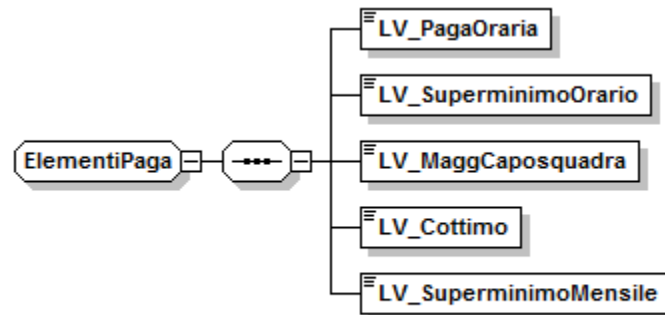 LV_PagaOraria
LV_SuperminimoOrario
ElementiPaga
LV_MaggCaposquadra
LV_Cottimo
LV_SuperminimoMensile